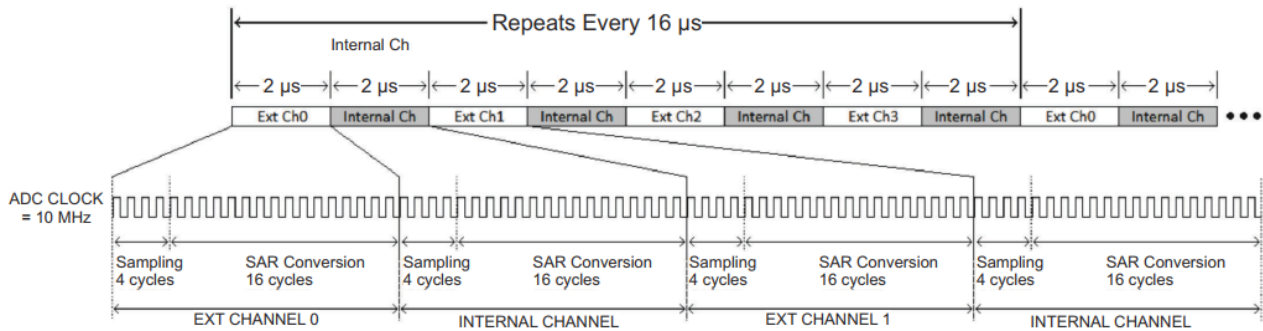 Repeats Every 16 µs
Internal Ch
2 µs 2 µs 2 µs 2 µs 2 µs 2 µs 2 µs 2 µs 2 µs 2 µs
Ext Ch0 Internal Ch Ext Ch1 Internal Ch Ext Ch2 Internal Ch Ext Ch3 Internal Ch Ext Ch0 Internal Ch
ADC CLOCK
= 10 MHz
Sampling SAR Conversion Sampling SAR Conversion Sampling SAR Conversion Sampling SAR Conversion
4 cycles 16 cycles 4 cycles 16 cycles 4 cycles 16 cycles 4 cycles 16 cycles
EXT CHANNEL 0 INTERNAL CHANNEL EXT CHANNEL 1 INTERNAL CHANNEL